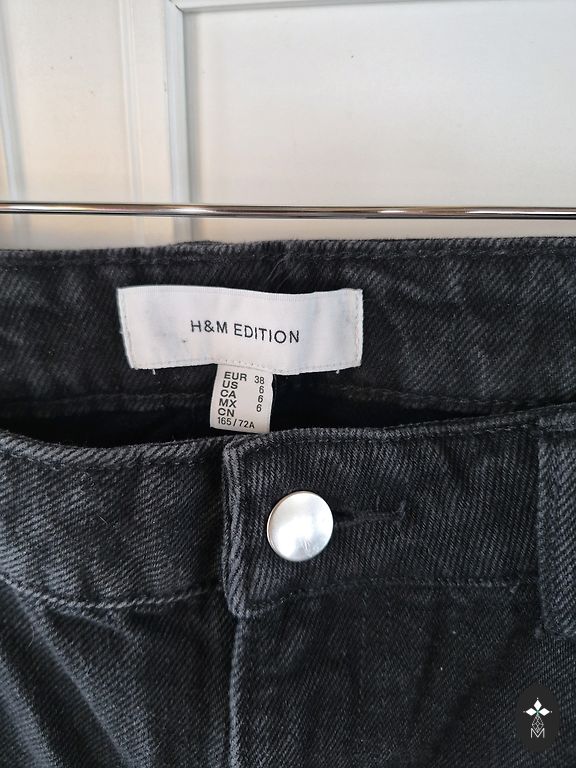 H&M EDITION
EUR 38
US 6
CA 6
MX 6
CN
165/72A
M